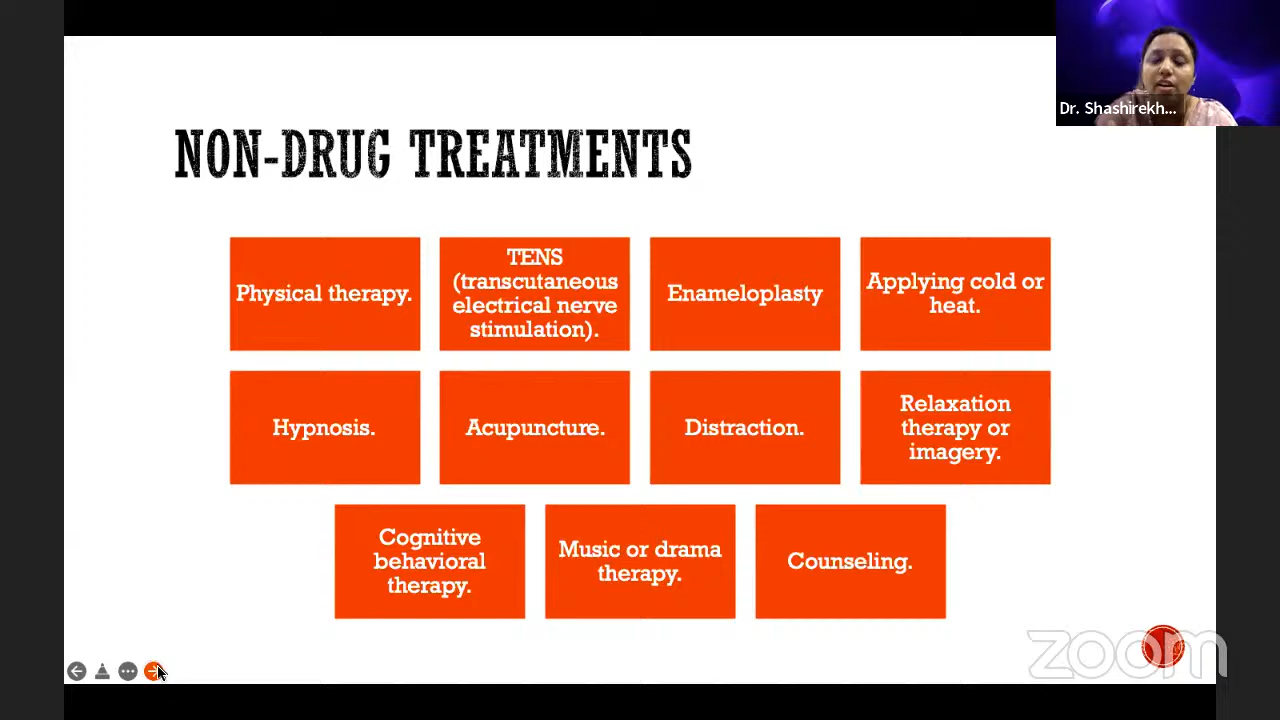 Dr. Shashirekh...
NON-DRUG TREATMENTS
Physical therapy.
TENS
(transcutaneous
electrical nerve
stimulation).
Enameloplasty
Applying cold or
heat.
Hypnosis.
Acupuncture.
Distraction.
Relaxation
therapy or
imagery.
Cognitive
behavioral
therapy.
Music or drama
therapy.
Counseling.
zoom